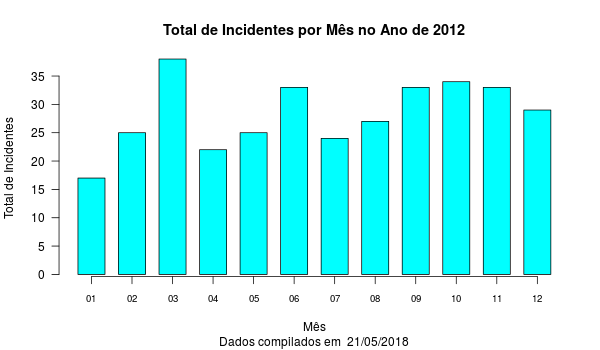 Total de Incidentes por Mês no Ano de 2012
Total de Incidentes
35
30
25
20
15
10
5
0
01 02 03 04 05 06 07 08 09 10 11 12
Mês
Dados compilados em  21/05/2018